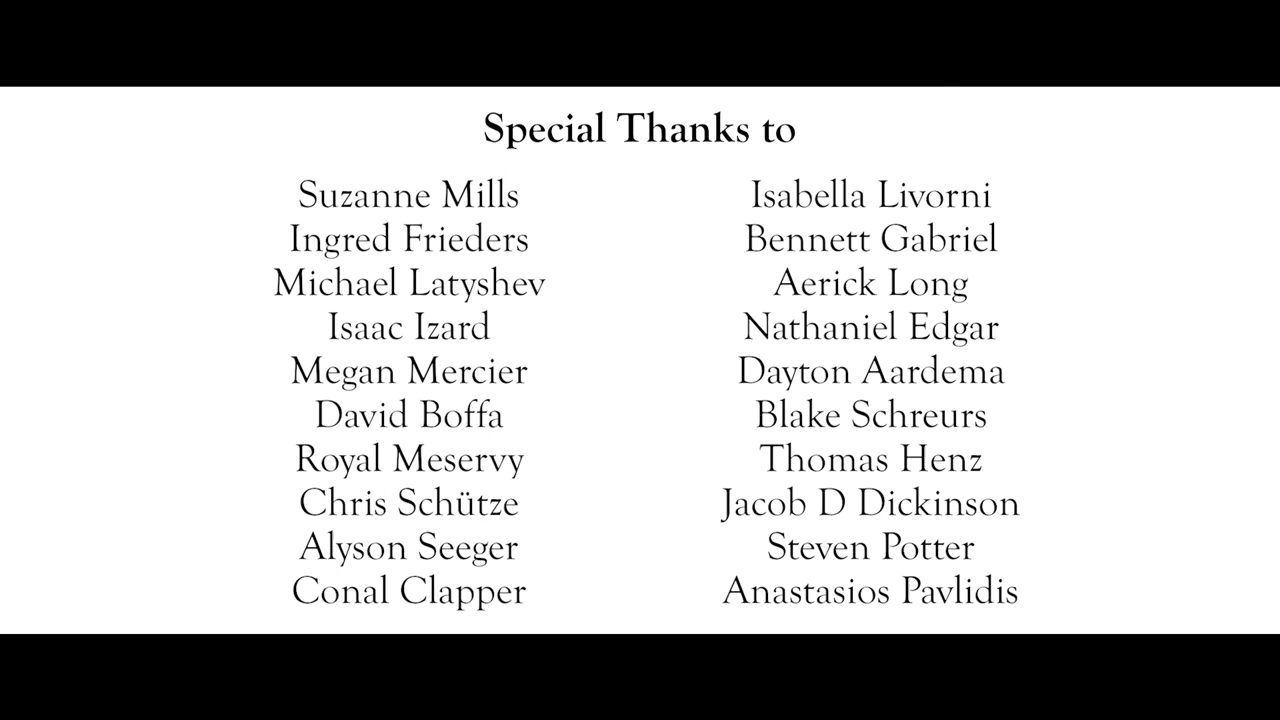 Special Thanks to
Suzanne Mills
Ingred Frieders
Michael Latyshev
Isaac Izard
Megan Mercier
David Boffa
Royal Meservy
Chris Schütze
Alyson Seeger
Conal Clapper
Isabella Livorni
Bennett Gabriel
Aerick Long
Nathaniel Edgar
Dayton Aardema
Blake Schreurs
Thomas Henz
Jacob D Dickinson
Steven Potter
Anastasios Pavlidis